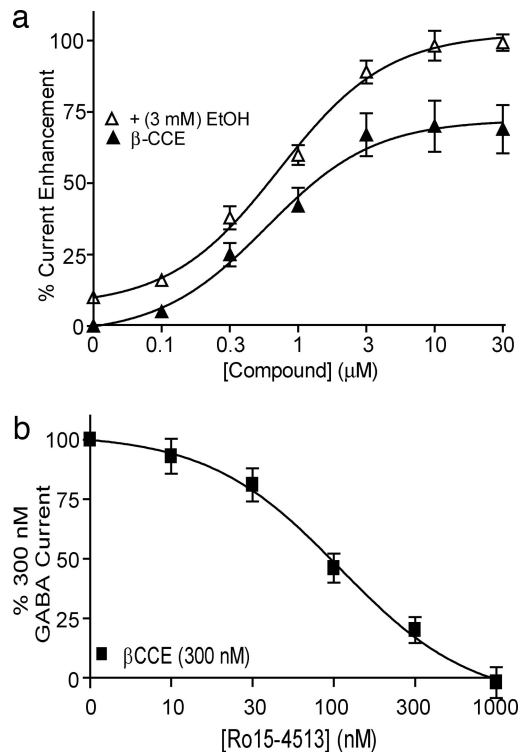 a
% Current Enhancement
100
75
50
25
0
+ (3 mM) EtOH
β-CCE
0 0.1 0.3 1 3 10 30
[Compound] (μM)
b
% 300 nM
GABA Current
100
75
50
25
0
βCCE (300 nM)
0 10 30 100 300 1000
[Ro15-4513] (nM)